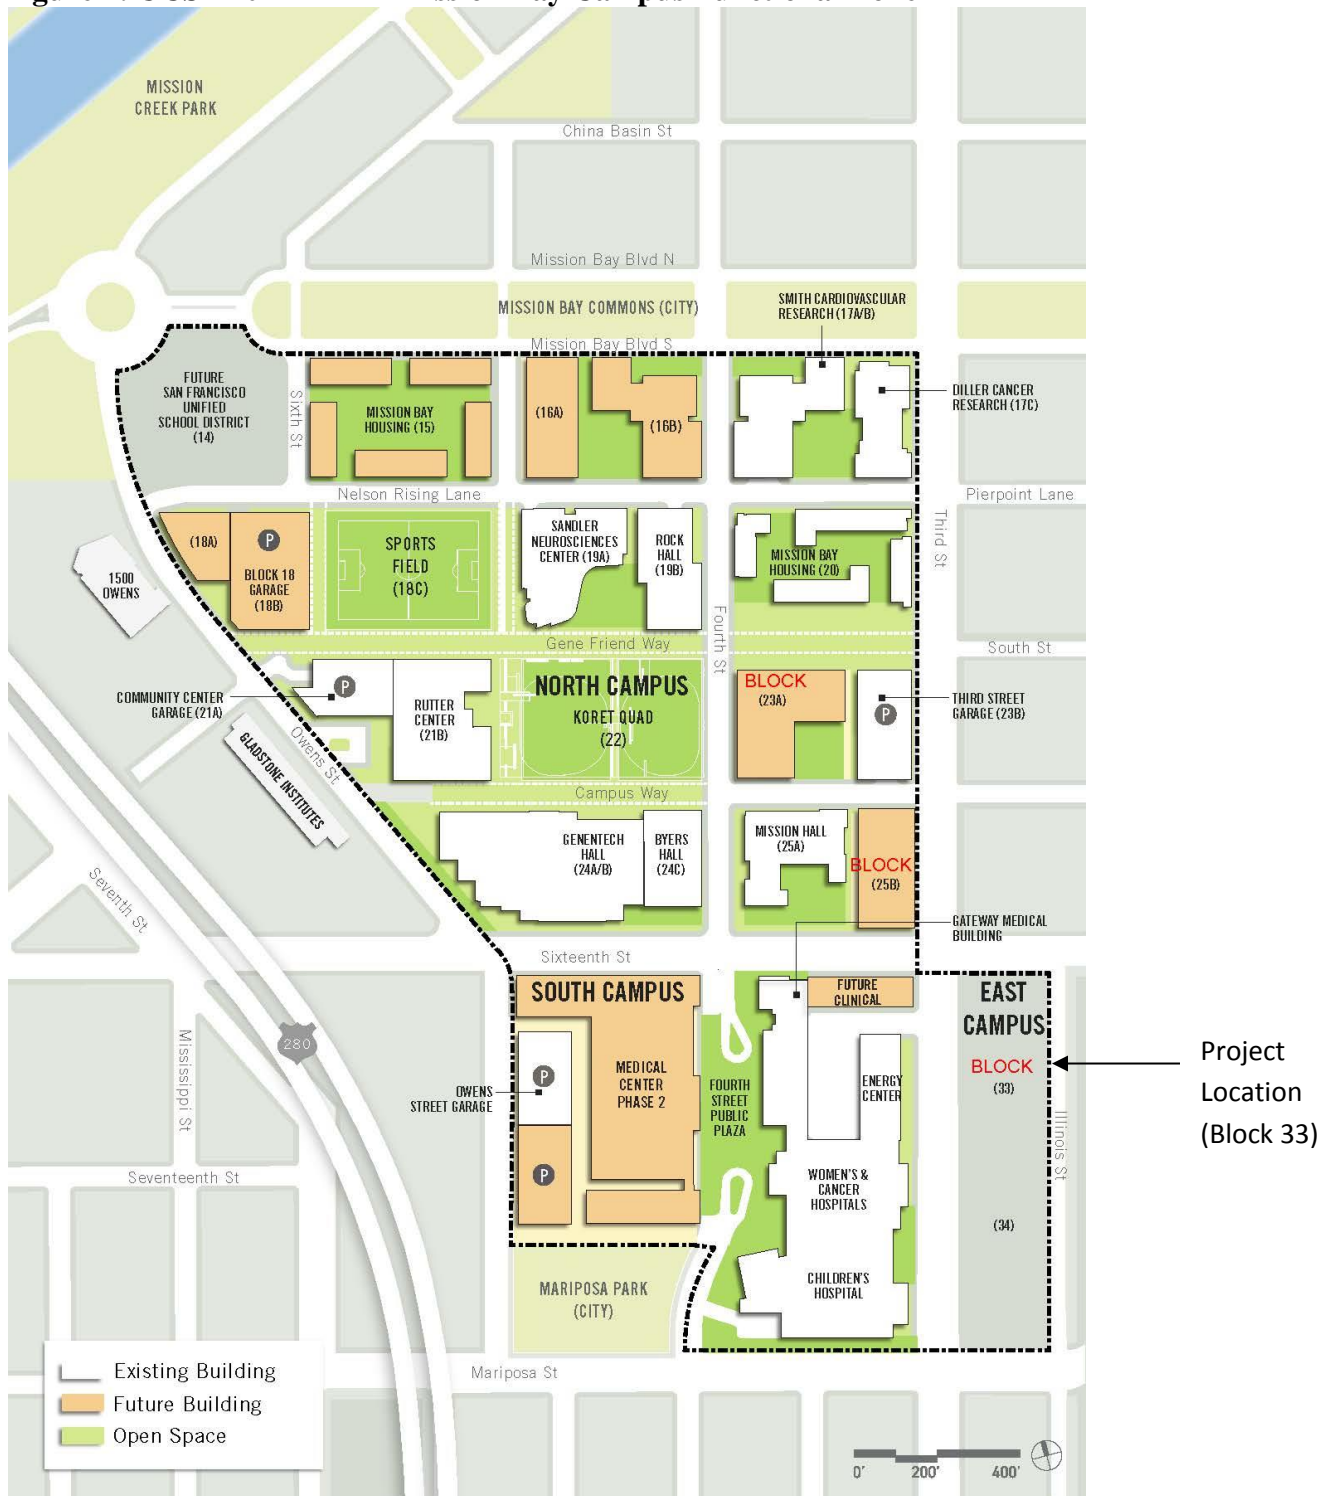 MISSION
CREEK PARK
China Basin St
Mission Bay Blvd N
MISSION BAY COMMONS (CITY)
SMITH CARDIOVASCULAR
RESEARCH (17A/B)
Mission Bay Blvd S
FUTURE
SAN FRANCISCO
UNIFIED
SCHOOL DISTRICT
(14)
Sixth St
MISSION BAY
HOUSING (15)
(16A)
(16B)
DILLER CANCER
RESEARCH (17C)
Nelson Rising Lane
Pierpoint Lane
(18A)
P
BLOCK 18
GARAGE
(18B)
SPORTS
FIELD
(18C)
SANDLER
NEUROSCIENCES
CENTER (19A)
ROCK
HALL
(19B)
MISSION BAY
HOUSING (20)
Third St
1500
OWENS
Fourth St
Gene Friend Way
South St
COMMUNITY CENTER
GARAGE (21A)
P
RUTTER
CENTER
(21B)
NORTH CAMPUS
KORET QUAD
(22)
BLOCK
(23A)
P
THIRD STREET
GARAGE (23B)
Owens St
GLADSTONE INSTITUTES
Campus Way
GENENTECH
HALL
(24A/B)
BYERS
HALL
(24C)
MISSION HALL
(25A)
BLOCK
(25B)
Seventh St
GATEWAY MEDICAL
BUILDING
Sixteenth St
SOUTH CAMPUS
FUTURE
CLINICAL
EAST
CAMPUS
BLOCK
(33)
Project
Location
(Block 33)
Mississippi St
280
OWENS
STREET GARAGE
P
MEDICAL
CENTER
PHASE 2
FOURTH
STREET
PUBLIC
PLAZA
ENERGY
CENTER
Illinois St
Seventeenth St
P
WOMEN'S &
CANCER
HOSPITALS
(34)
MARIPOSA PARK
(CITY)
CHILDREN'S
HOSPITAL
Mariposa St
Existing Building
Future Building
Open Space
0' 200' 400'